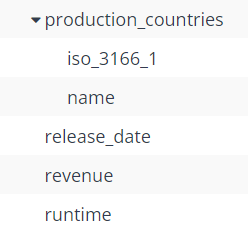 production_countries
iso_3166_1
name
release_date
revenue
runtime